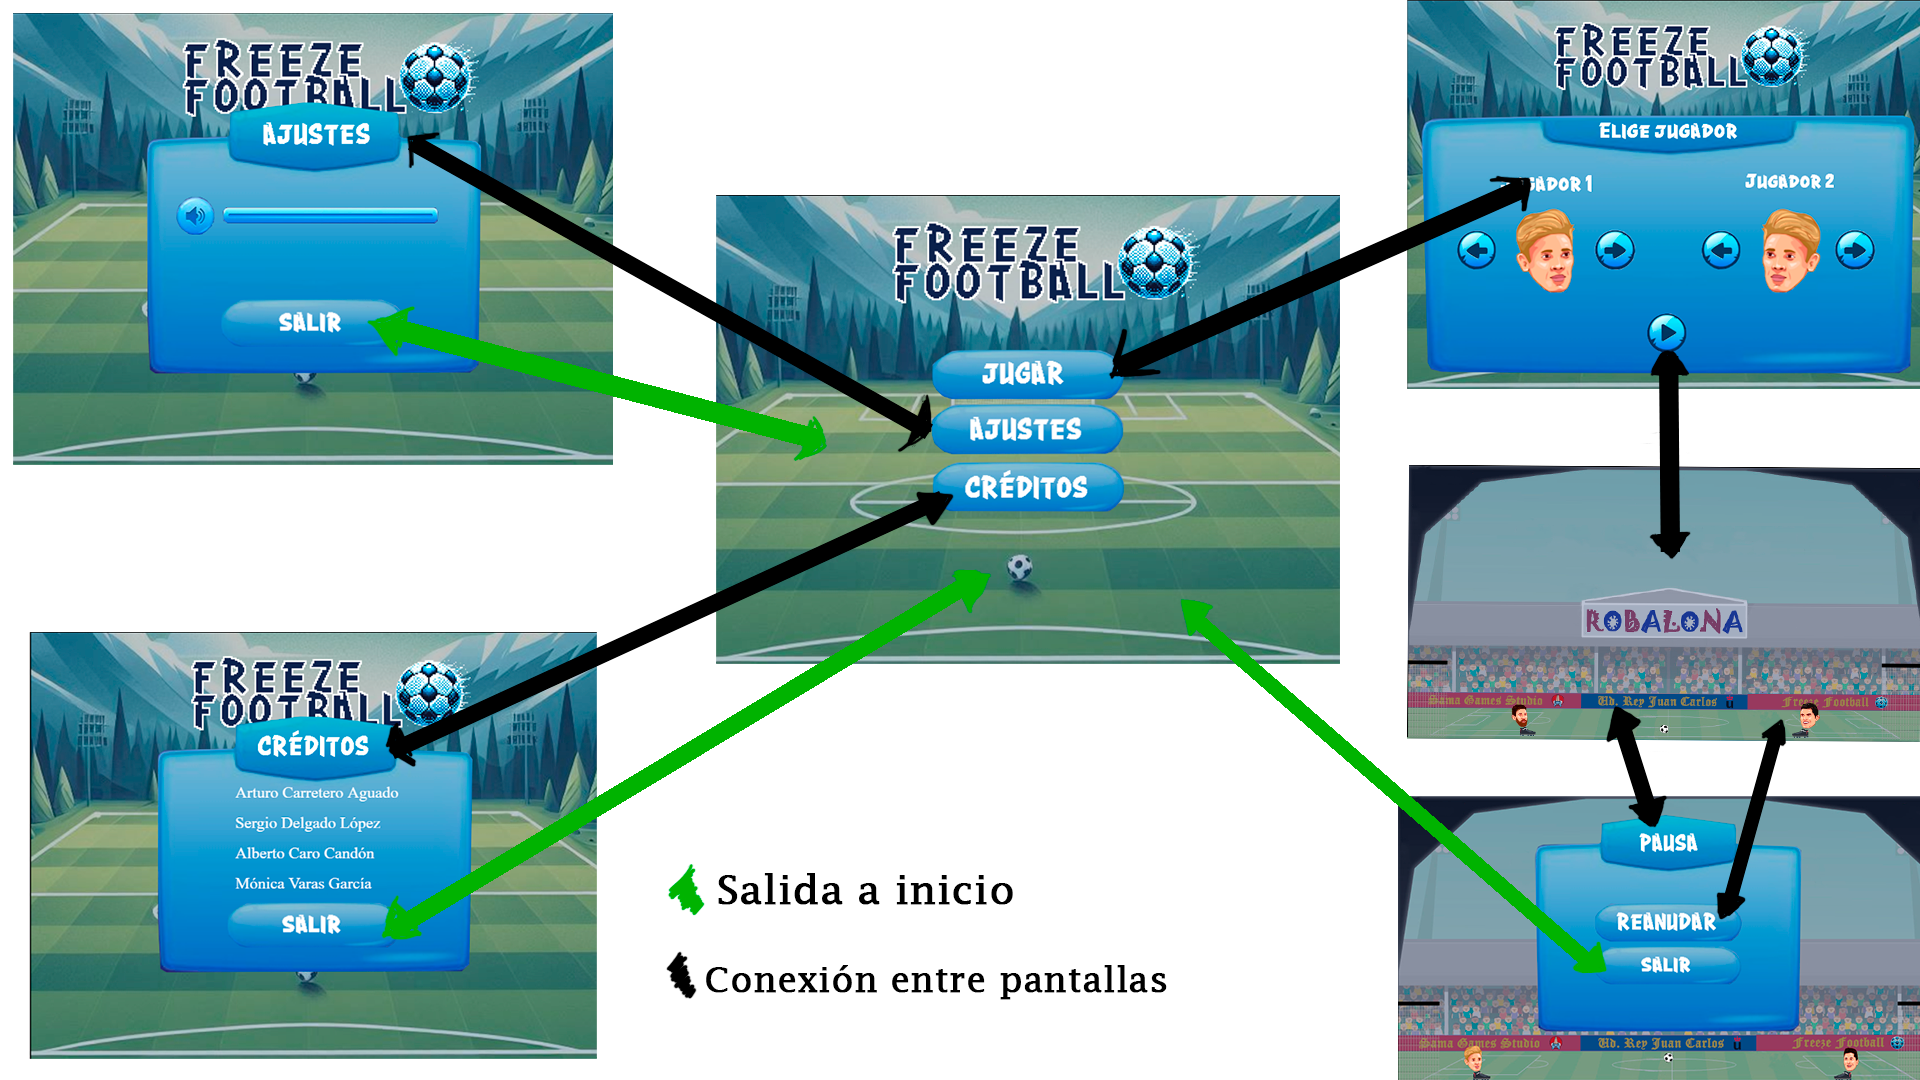 FREEZE
FOOTBALL
AJUSTES
SALIR
FREEZE
FOOTBALL
JUGAR
AJUSTES
CRÉDITOS
FREEZE
FOOTBALL
ELIGE JUGADOR
JUGADOR 2
ROBALONA
Sama Games Studio
Ud. Rey Juan Carlos
Freeze Football
PAUSA
REANUDAR
SALIR
Sama Games Studio
Ud. Rey Juan Carlos
Freeze Football
FREEZE
FOOTBALL
CRÉDITOS
Arturo Carretero Aguado
Sergio Delgado López
Alberto Caro Candón
Mónica Varas García
SALIR
Salida a inicio
Conexión entre pantallas